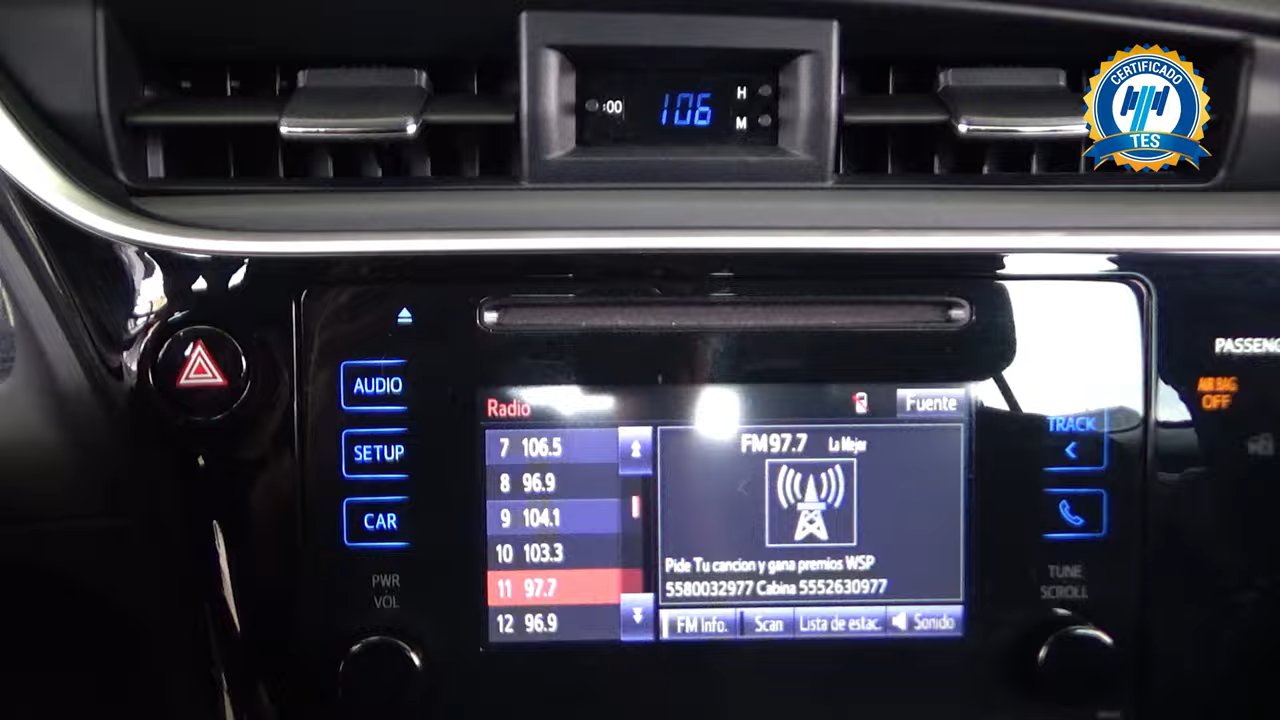 CERTIFICADO
TES
:00
106
H
M
PASSENG
AIR BAG
OFF
AUDIO
SETUP
CAR
PWR
VOL
Radio
Fuente
7 106.5
8 96.9
9 104.1
10 103.3
11 97.7
12 96.9
FM 97.7 La Mejor
Pide Tu cancion y gana premios WSP
5580032977 Cabina 5552630977
FM Info.
Scan
Lista de estac.
Sonido
TRACK
TUNE
SCROLL